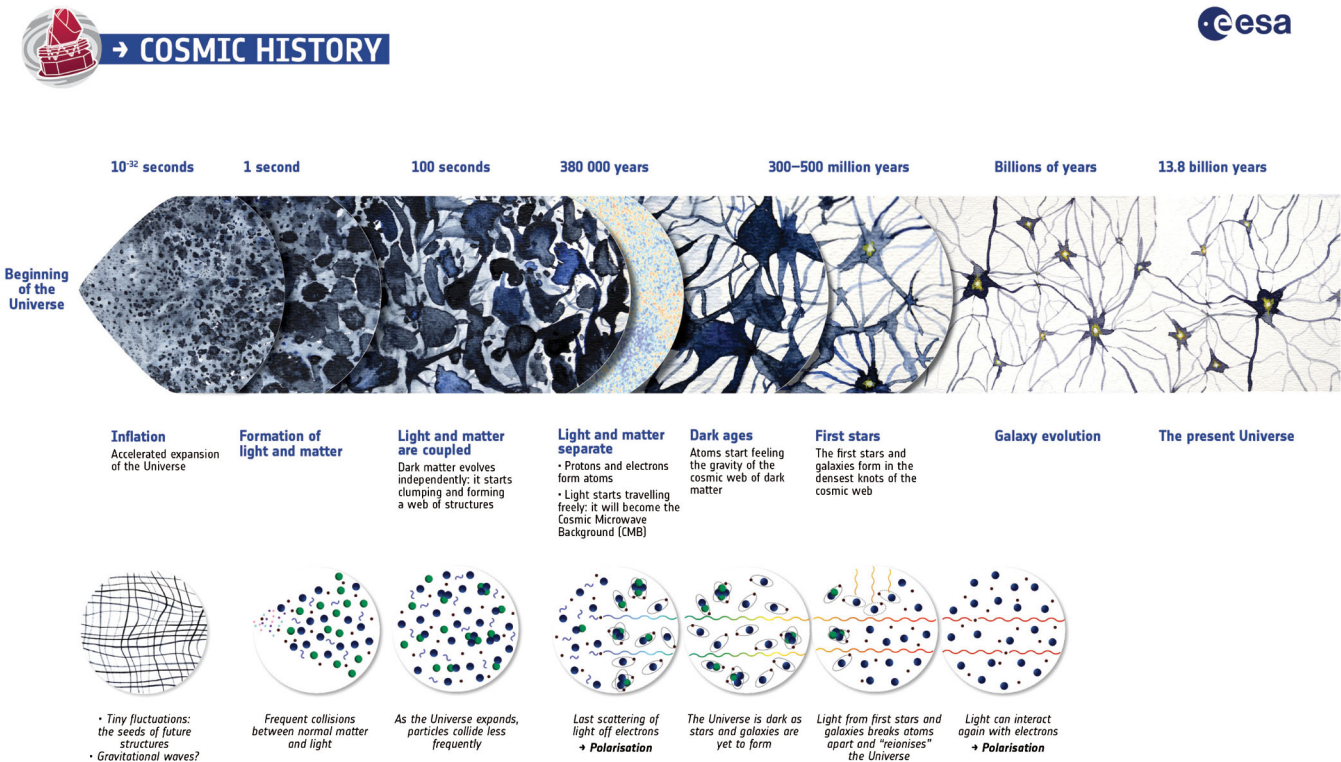 → COSMIC HISTORY
esa
10-32 seconds
1 second
100 seconds
380 000 years
300–500 million years
Billions of years
13.8 billion years
Beginning
of the
Universe
Inflation
Accelerated expansion
of the Universe
Formation of
light and matter
Light and matter
are coupled
Dark matter evolves
independently: it starts
clumping and forming
a web of structures
Light and matter
separate
• Protons and electrons
form atoms
• Light starts travelling
freely: it will become the
Cosmic Microwave
Background (CMB)
Dark ages
Atoms start feeling
the gravity of the
cosmic web of dark
matter
First stars
The first stars and
galaxies form in the
densest knots of the
cosmic web
Galaxy evolution
The present Universe
• Tiny fluctuations:
the seeds of future
structures
• Gravitational waves?
Frequent collisions
between normal matter
and light
As the Universe expands,
particles collide less
frequently
Last scattering of
light off electrons
→ Polarisation
The Universe is dark as
stars and galaxies are
yet to form
Light from first stars and
galaxies breaks atoms
apart and "reionises"
the Universe
Light can interact
again with electrons
→ Polarisation